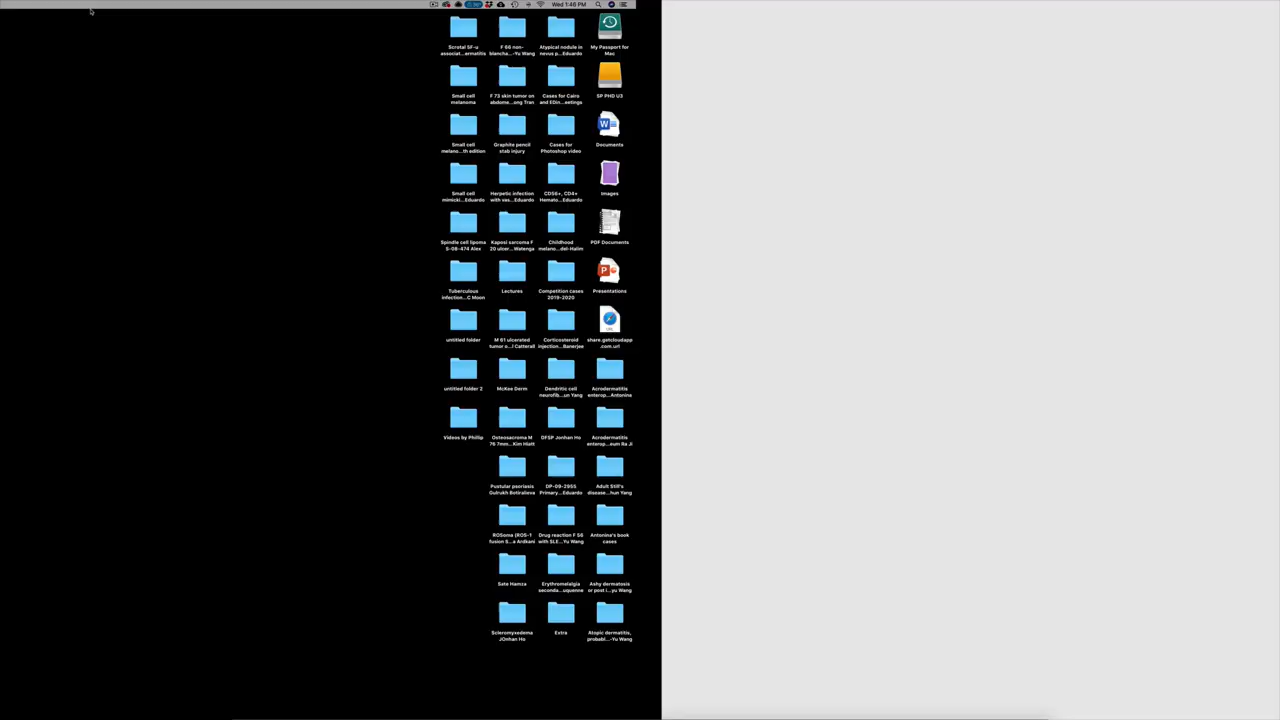 Wed 1:46 PM
Scrotal SF-u
associat...ermatitis
F 66 non-
blancha...-Yu Wang
Atypical nodule in
nevus p...Eduardo
My Passport for
Mac
Small cell
melanoma
F 73 skin tumor on
abdome...ong Tran
Cases for Cairo
and EDin...eetings
SP PHD U3
Small cell
melano...th edition
Graphite pencil
stab injury
Cases for
Photoshop video
Documents
Small cell
mimicki...Eduardo
Herpetic infection
with vas...Eduardo
CD56+, CD4+
Hemato...Eduardo
Images
Spindle cell lipoma
S-08-474 Alex
Kaposi sarcoma F
20 ulcer...Watenga
Childhood
melano...del-Halim
PDF Documents
Tuberculous
infection...C Moon
Lectures
Competition cases
2019-2020
Presentations
untitled folder
M 61 ulcerated
tumor o...l Catterall
Corticosteroid
injection...Banerjee
share.getcloudapp
.com.url
untitled folder 2
McKee Derm
Dendritic cell
neurofib...un Yang
Acrodermatitis
enterop...Antonina
Videos by Phillip
Osteosacroma M
76 7mm...Kim Hiatt
DFSP Jonhan Ho
Acrodermatitis
enterop...eum Ra Ji
Pustular psoriasis
Gulrukh Botiralieva
DP-09-2955
Primary...Eduardo
Adult Still's
disease...hun Yang
ROSoma (ROS-1
fusion S...a Ardkani
Drug reaction F 56
with SLE...Yu Wang
Antonina's book
cases
Sate Hamza
Erythromelalgia
seconda...uquenne
Ashy dermatosis
or post i...yu Wang
Scleromyxedema
JOnhan Ho
Extra
Atopic dermatitis,
probabl...-Yu Wang